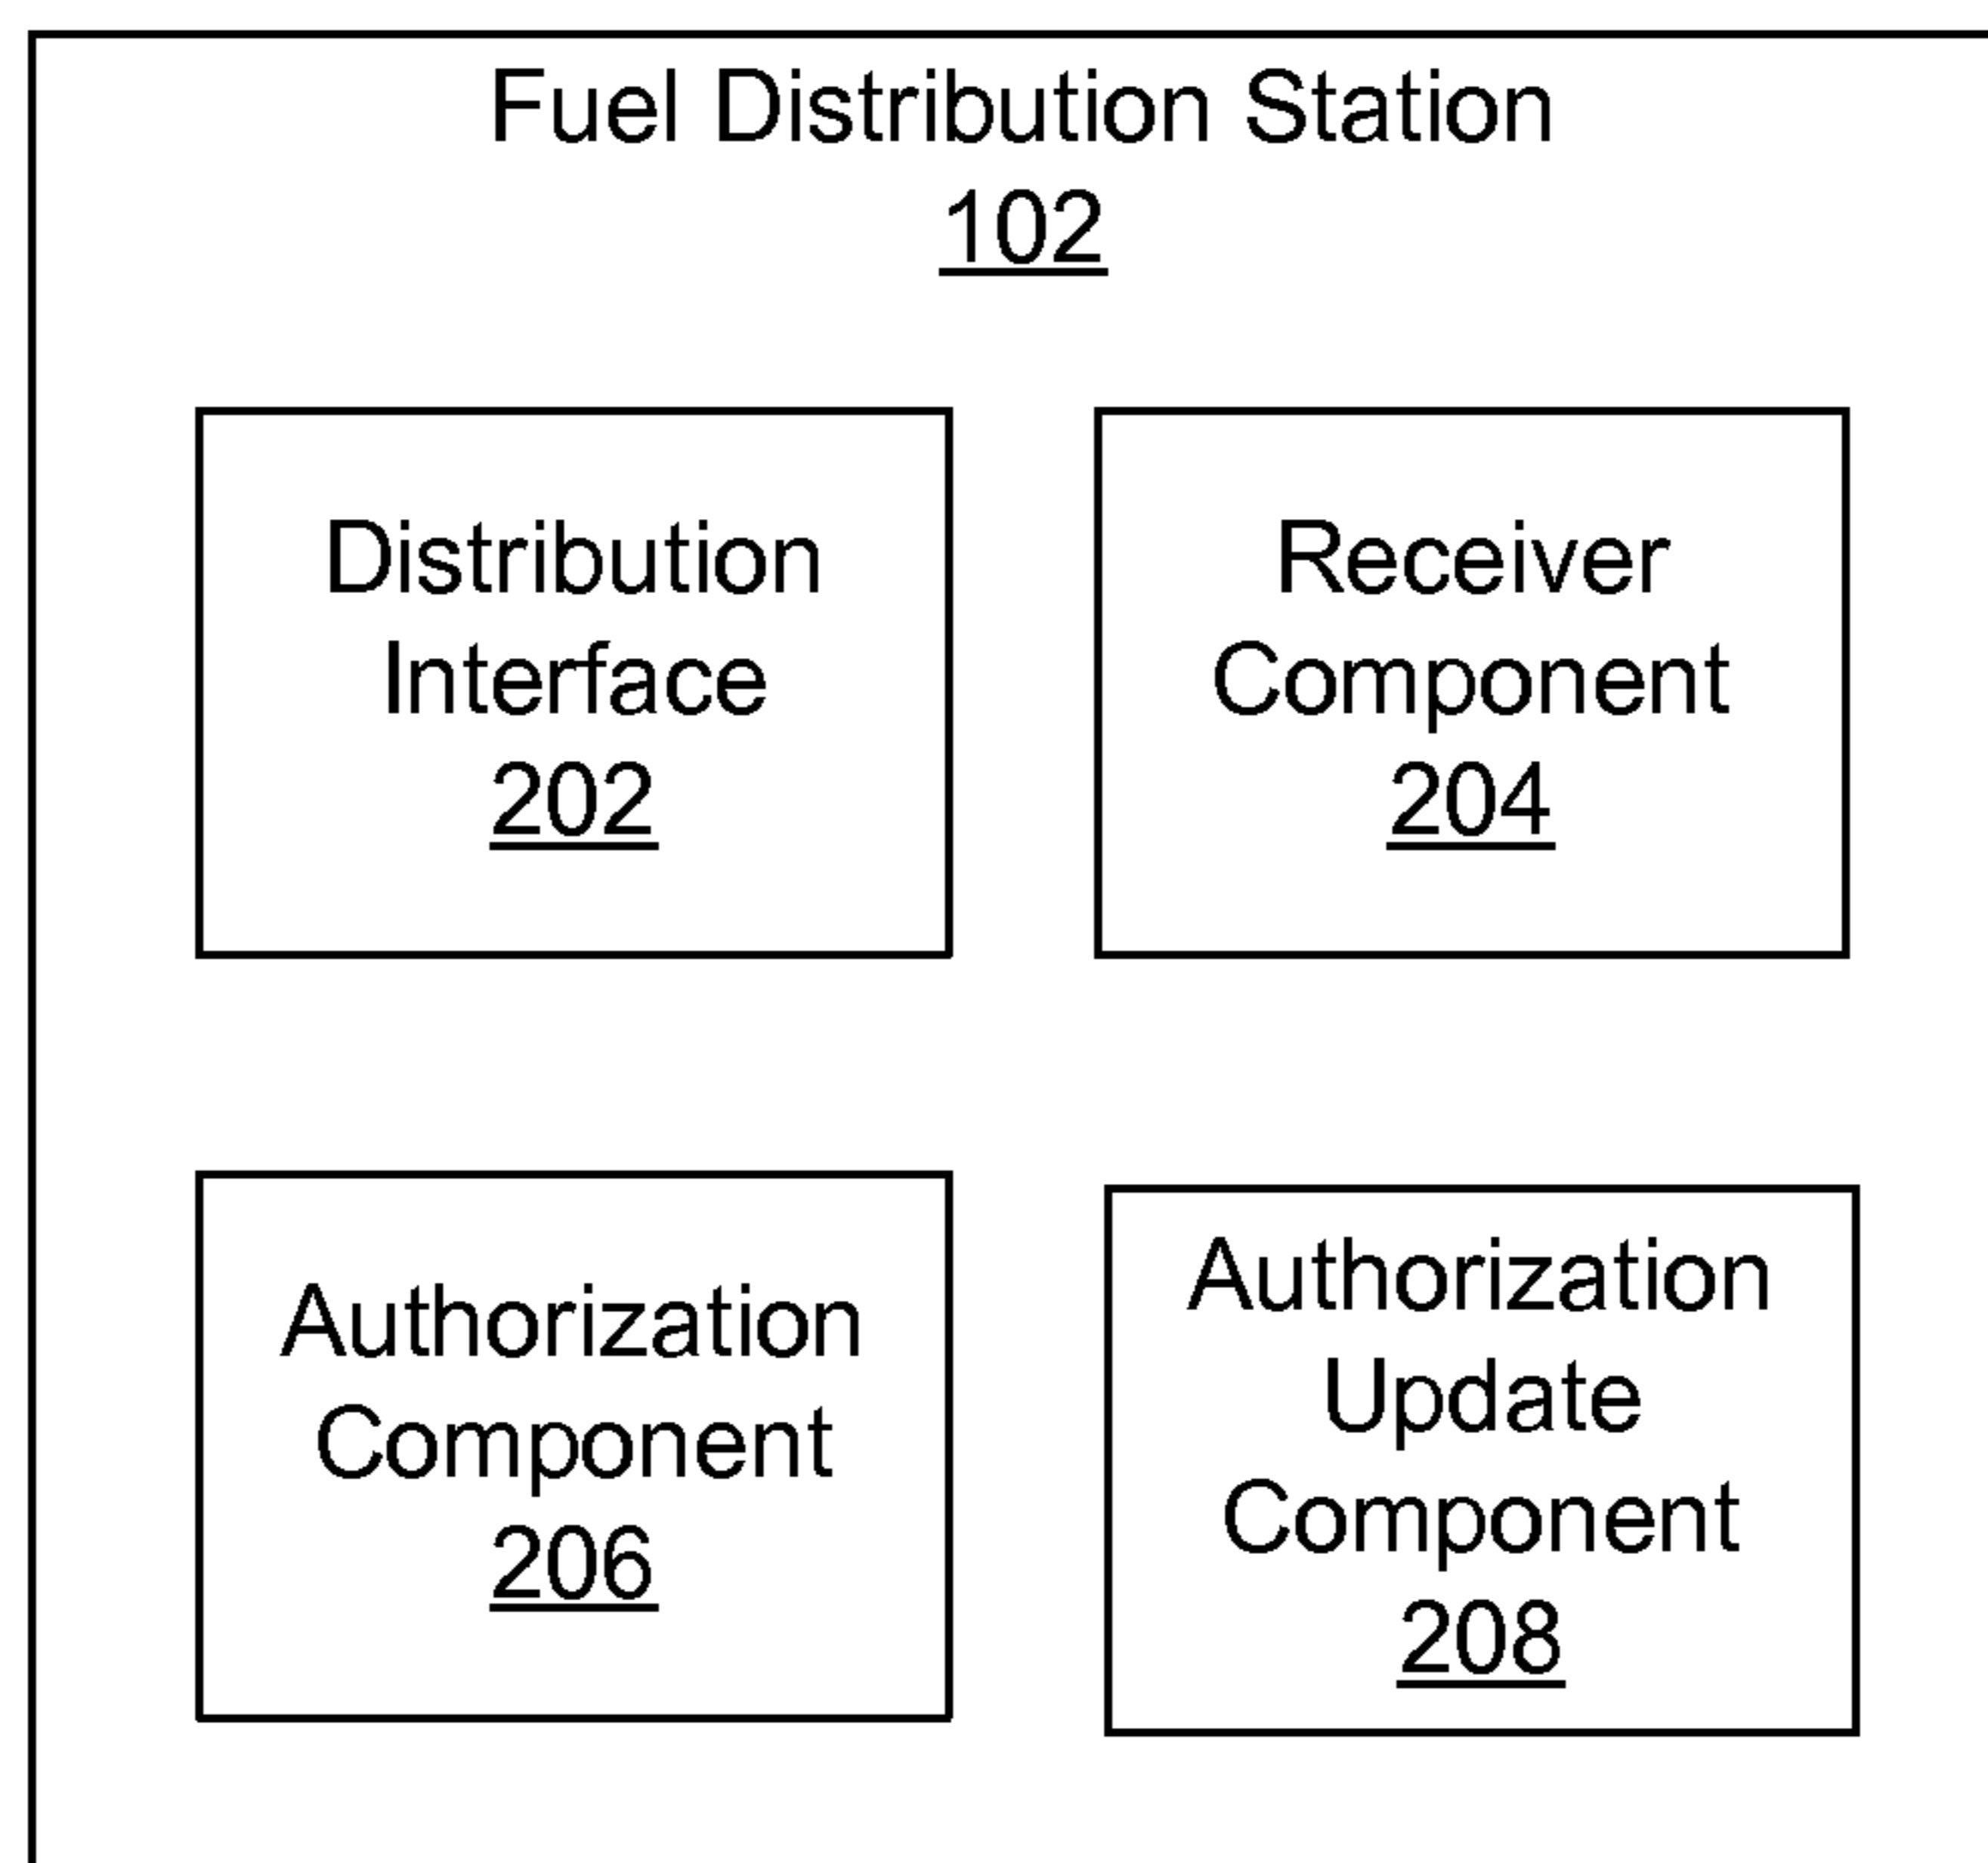 Fuel Distribution Station
102
Distribution
Interface
202
Receiver
Component
204
Authorization
Component
206
Authorization
Update
Component
208